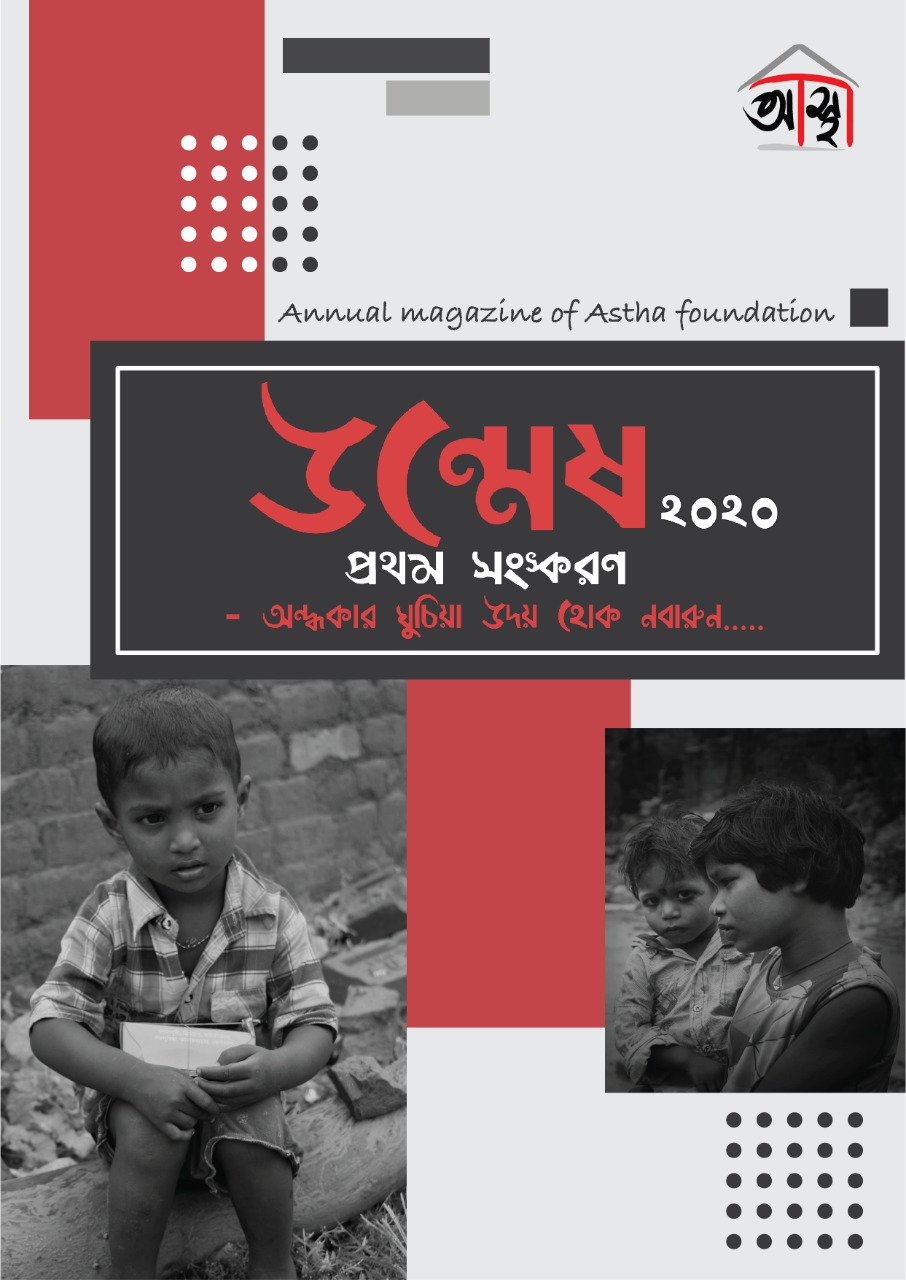 আস্থা
Annual magazine of Astha foundation
উন্মেষ ২০২০
প্রথম সংস্করণ
- অন্ধকার ঘুচিয়া উদয় হোক নবারুন.....